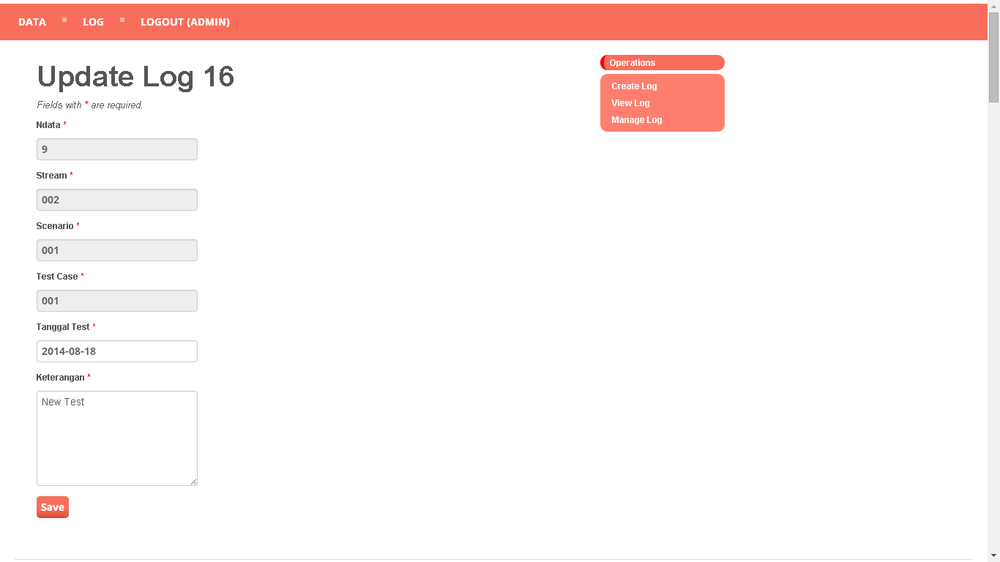 DATA LOG LOGOUT (ADMIN)
Update Log 16
Fields with * are required.
Ndata *
9
Stream *
002
Scenario *
001
Test Case *
001
Tanggal Test *
2014-08-18
Keterangan *
New Test
Save
Operations
Create Log
View Log
Manage Log